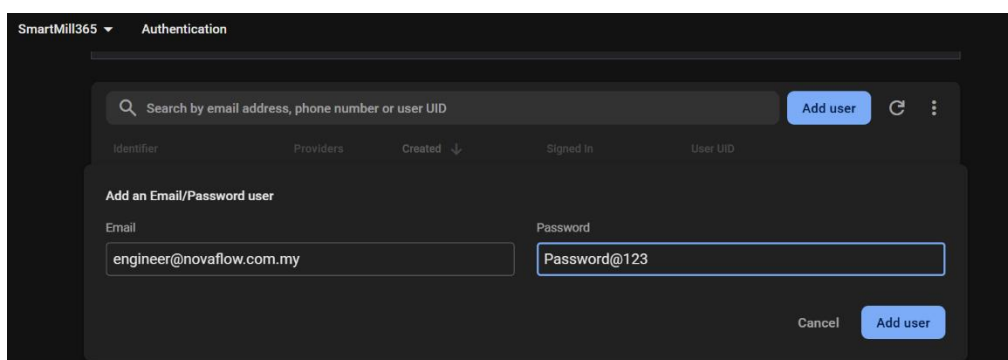 SmartMill365 Authentication
Search by email address, phone number or user UID Add user
Identifier Providers Created Signed In User UID
Add an Email/Password user
Email Password
engineer@novaflow.com.my Password@123
Cancel Add user